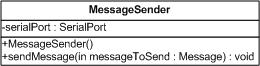 MessageSender
-serialPort : SerialPort
+MessageSender()
+sendMessage(in messageToSend : Message) : void